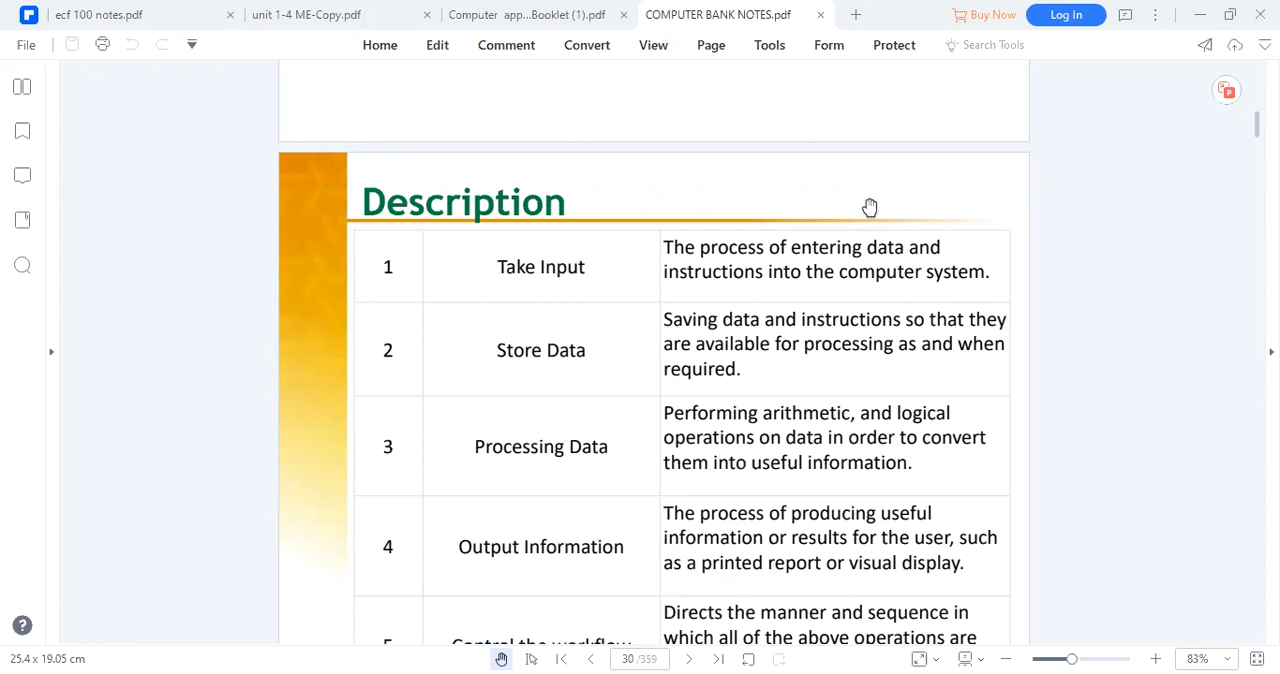 ecf 100 notes.pdf
unit 1-4 ME-Copy.pdf
Computer app...Booklet (1).pdf
COMPUTER BANK NOTES.pdf
Buy Now
Log In
File
Home
Edit
Comment
Convert
View
Page
Tools
Form
Protect
Search Tools
Description
1
Take Input
The process of entering data and
instructions into the computer system.
2
Store Data
Saving data and instructions so that they
are available for processing as and when
required.
3
Processing Data
Performing arithmetic, and logical
operations on data in order to convert
them into useful information.
4
Output Information
The process of producing useful
information or results for the user, such
as a printed report or visual display.
5
Control the workflow
Directs the manner and sequence in
which all of the above operations are
25.4 x 19.05 cm
30 /359
83%